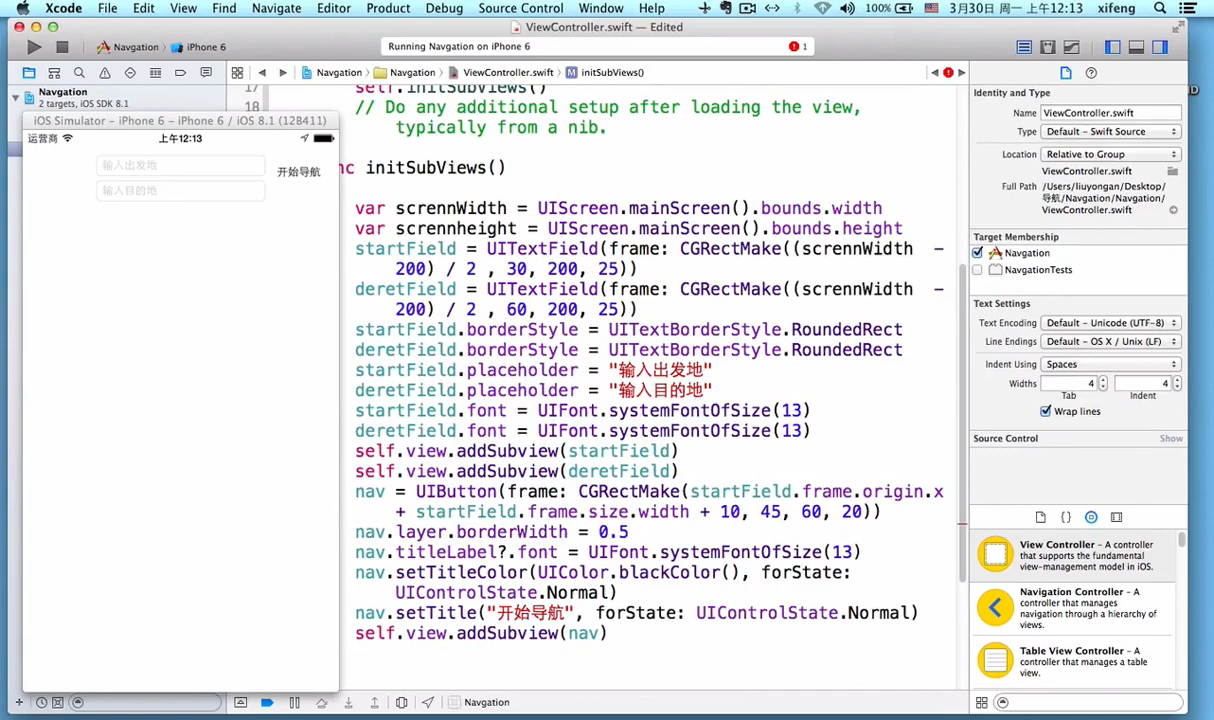 Xcode File Edit View Find Navigate Editor Product Debug Source Control Window Help 100% 3月30日 周一 上午12:13 xifeng
ViewController.swift — Edited
Navgation iPhone 6 Running Navgation on iPhone 6 1
Navgation Navgation ViewController.swift initSubViews()
Navgation
2 targets, iOS SDK 8.1
iOS Simulator – iPhone 6 – iPhone 6 / iOS 8.1 (12B411)
运营商 上午12:13
输入出发地
开始导航
输入目的地
17 self.initSubViews()
18 // Do any additional setup after loading the view,
typically from a nib.
nc initSubViews()
var screnWidth = UIScreen.mainScreen().bounds.width
var screnheight = UIScreen.mainScreen().bounds.height
startField = UITextField(frame: CGRectMake((screnWidth -
200) / 2 , 30, 200, 25))
deretField = UITextField(frame: CGRectMake((screnWidth -
200) / 2 , 60, 200, 25))
startField.borderStyle = UITextBorderStyle.RoundedRect
deretField.borderStyle = UITextBorderStyle.RoundedRect
startField.placeholder = "输入出发地"
deretField.placeholder = "输入目的地"
startField.font = UIFont.systemFontOfSize(13)
deretField.font = UIFont.systemFontOfSize(13)
self.view.addSubview(startField)
self.view.addSubview(deretField)
nav = UIButton(frame: CGRectMake(startField.frame.origin.x
+ startField.frame.size.width + 10, 45, 60, 20))
nav.layer.borderWidth = 0.5
nav.titleLabel?.font = UIFont.systemFontOfSize(13)
nav.setTitleColor(UIColor.blackColor(), forState:
UIControlState.Normal)
nav.setTitle("开始导航", forState: UIControlState.Normal)
self.view.addSubview(nav)
Navgation
Identity and Type
Name ViewController.swift
Type Default – Swift Source
Location Relative to Group
ViewController.swift
Full Path /Users/liuyongan/Desktop/
导航/Navgation/Navgation/
ViewController.swift
Target Membership
Navgation
NavgationTests
Text Settings
Text Encoding Default – Unicode (UTF-8)
Line Endings Default – OS X / Unix (LF)
Indent Using Spaces
Widths 4 4
Tab Indent
Wrap lines
Source Control Show
View Controller – A
controller that supports the fundamental
view-management model in iOS.
Navigation Controller – A
controller that manages
navigation through a hierarchy of
views.
Table View Controller – A
controller that manages a table
view.